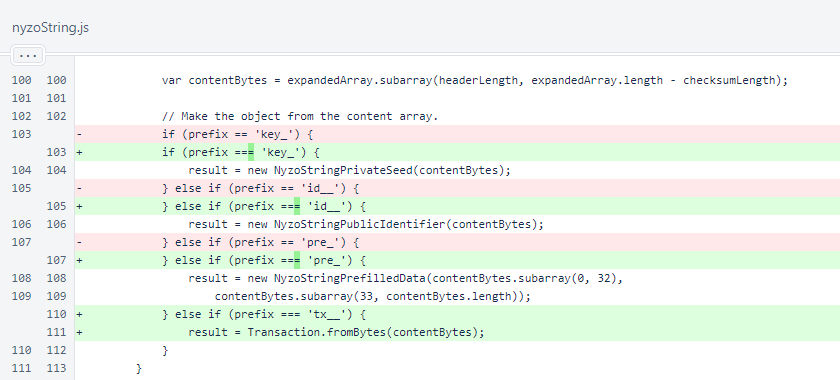 nyzoString.js
...
100 100 var contentBytes = expandedArray.subarray(headerLength, expandedArray.length - checksumLength);
101 101
102 102 // Make the object from the content array.
103 - if (prefix == 'key_') {
103 + if (prefix === 'key_') {
104 104 result = new NyzoStringPrivateSeed(contentBytes);
105 - } else if (prefix == 'id__') {
105 + } else if (prefix === 'id__') {
106 106 result = new NyzoStringPublicIdentifier(contentBytes);
107 - } else if (prefix == 'pre_') {
107 + } else if (prefix === 'pre_') {
108 108 result = new NyzoStringPrefilledData(contentBytes.subarray(0, 32),
109 109 contentBytes.subarray(33, contentBytes.length));
110 + } else if (prefix === 'tx__') {
111 + result = Transaction.fromBytes(contentBytes);
110 112 }
111 113 }